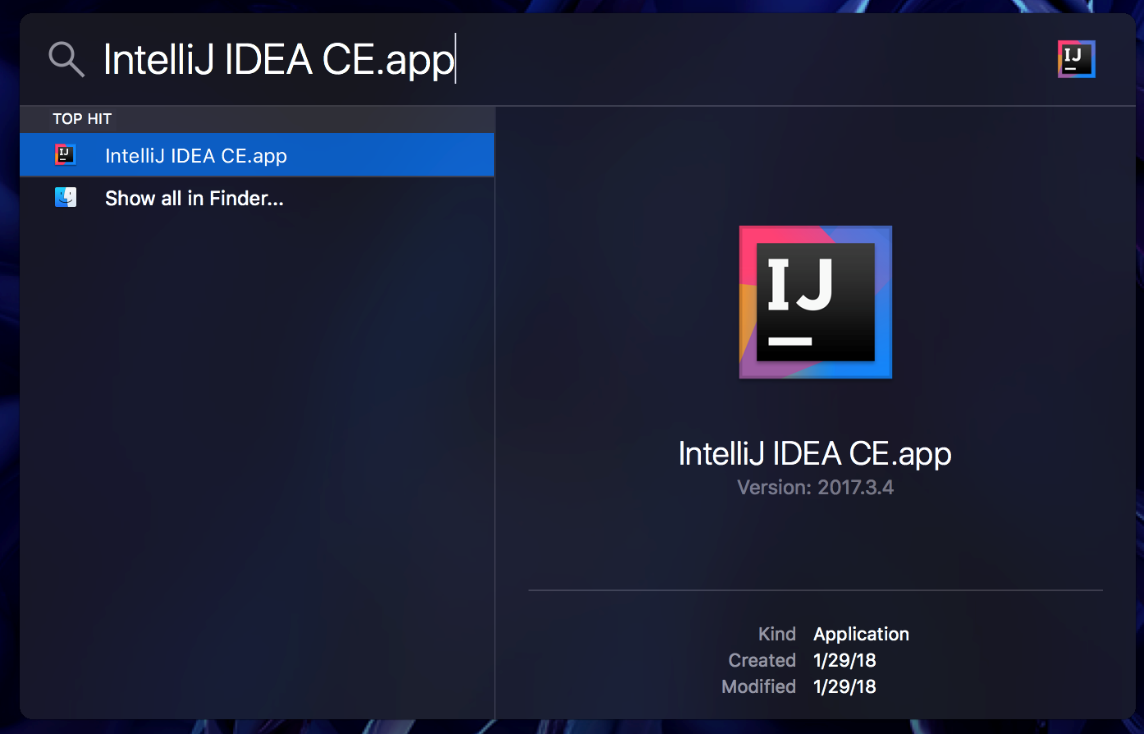 IntelliJ IDEA CE.app
IJ
TOP HIT
IntelliJ IDEA CE.app
IJ
Show all in Finder...
IJ
IntelliJ IDEA CE.app
Version: 2017.3.4
Kind Application
Created 1/29/18
Modified 1/29/18